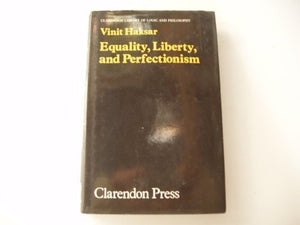 CLARENDON LIBRARY OF LOGIC AND PHILOSOPHY
Vinit Haksar
Equality, Liberty,
and Perfectionism
Clarendon Press